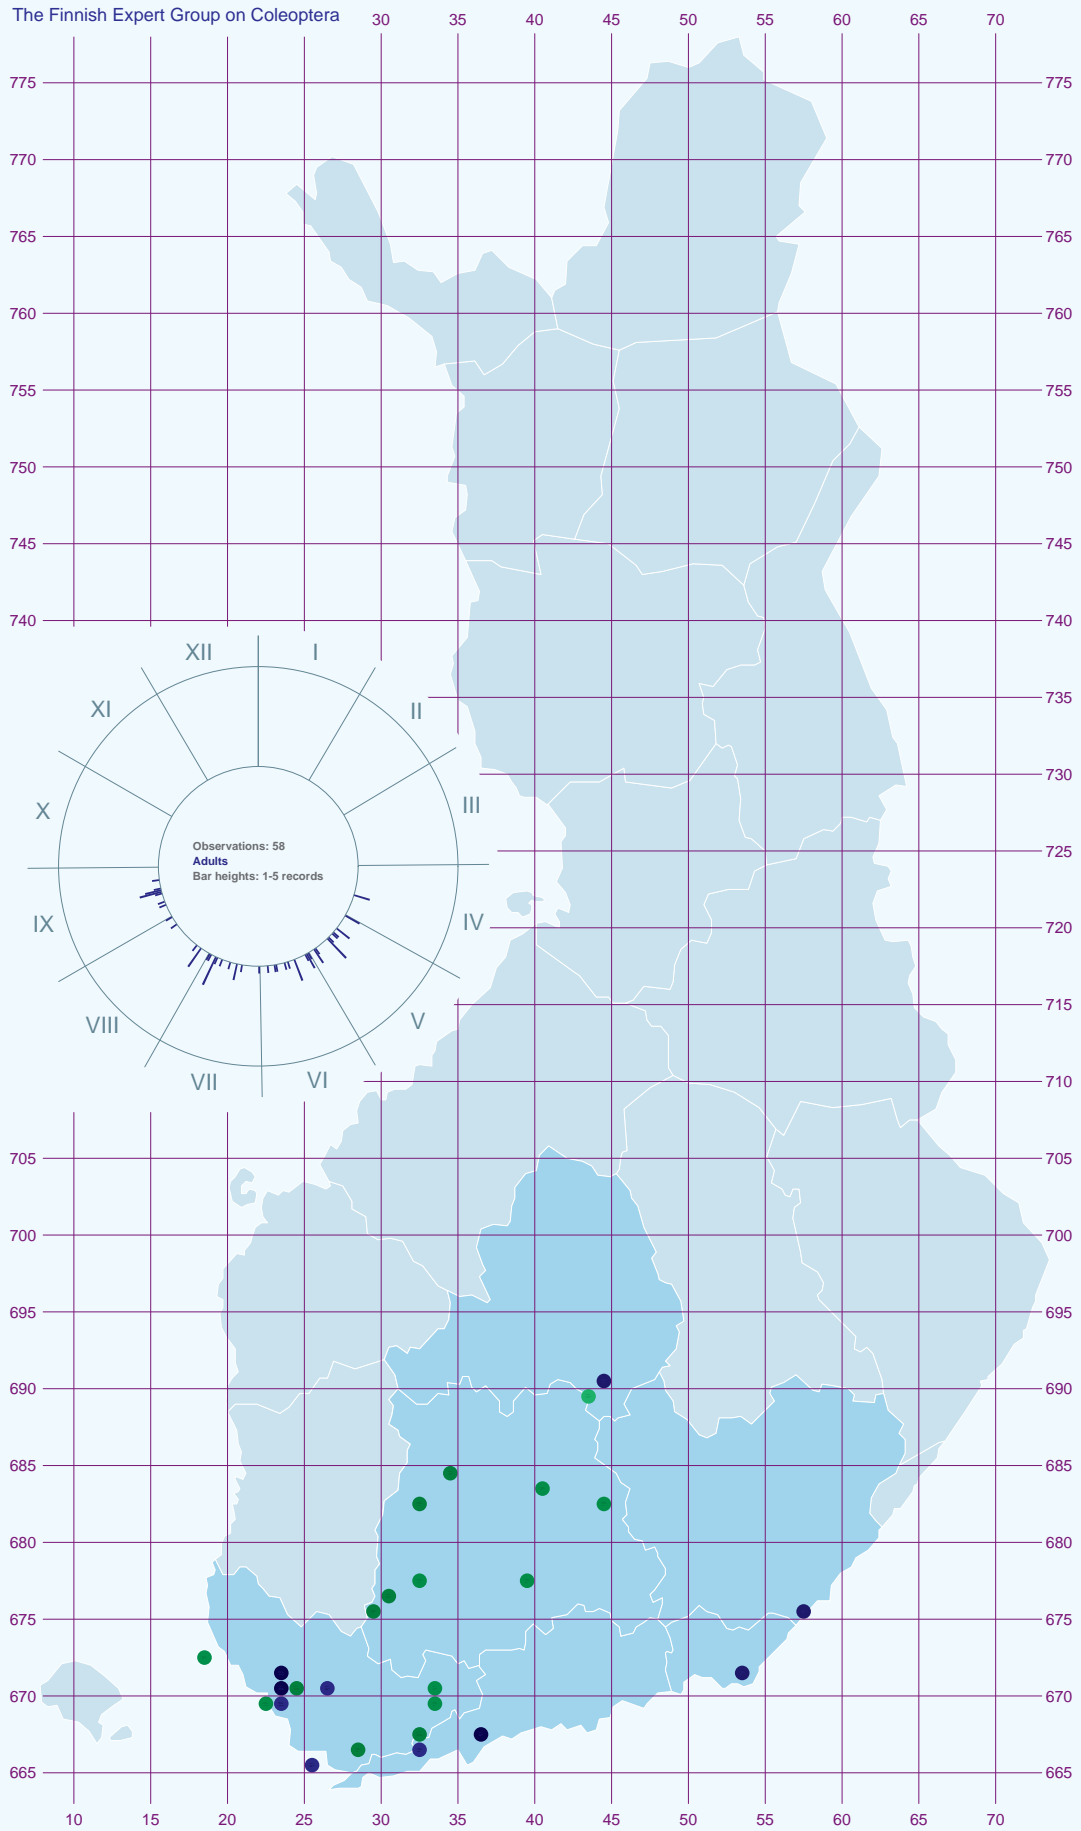 The Finnish Expert Group on Coleoptera 30 35 40 45 50 55 60 65 70
775 775
770 770
765 765
760 760
755 755
750 750
745 745
740 740
XII I
735
XI II
730
X III
Observations: 58
Adults
Bar heights: 1-5 records
725
IX IV 720
715
VIII V
VII VI 710
705 705
700 700
695 695
690 690
685 685
680 680
675 675
670 670
665 665
10 15 20 25 30 35 40 45 50 55 60 65 70